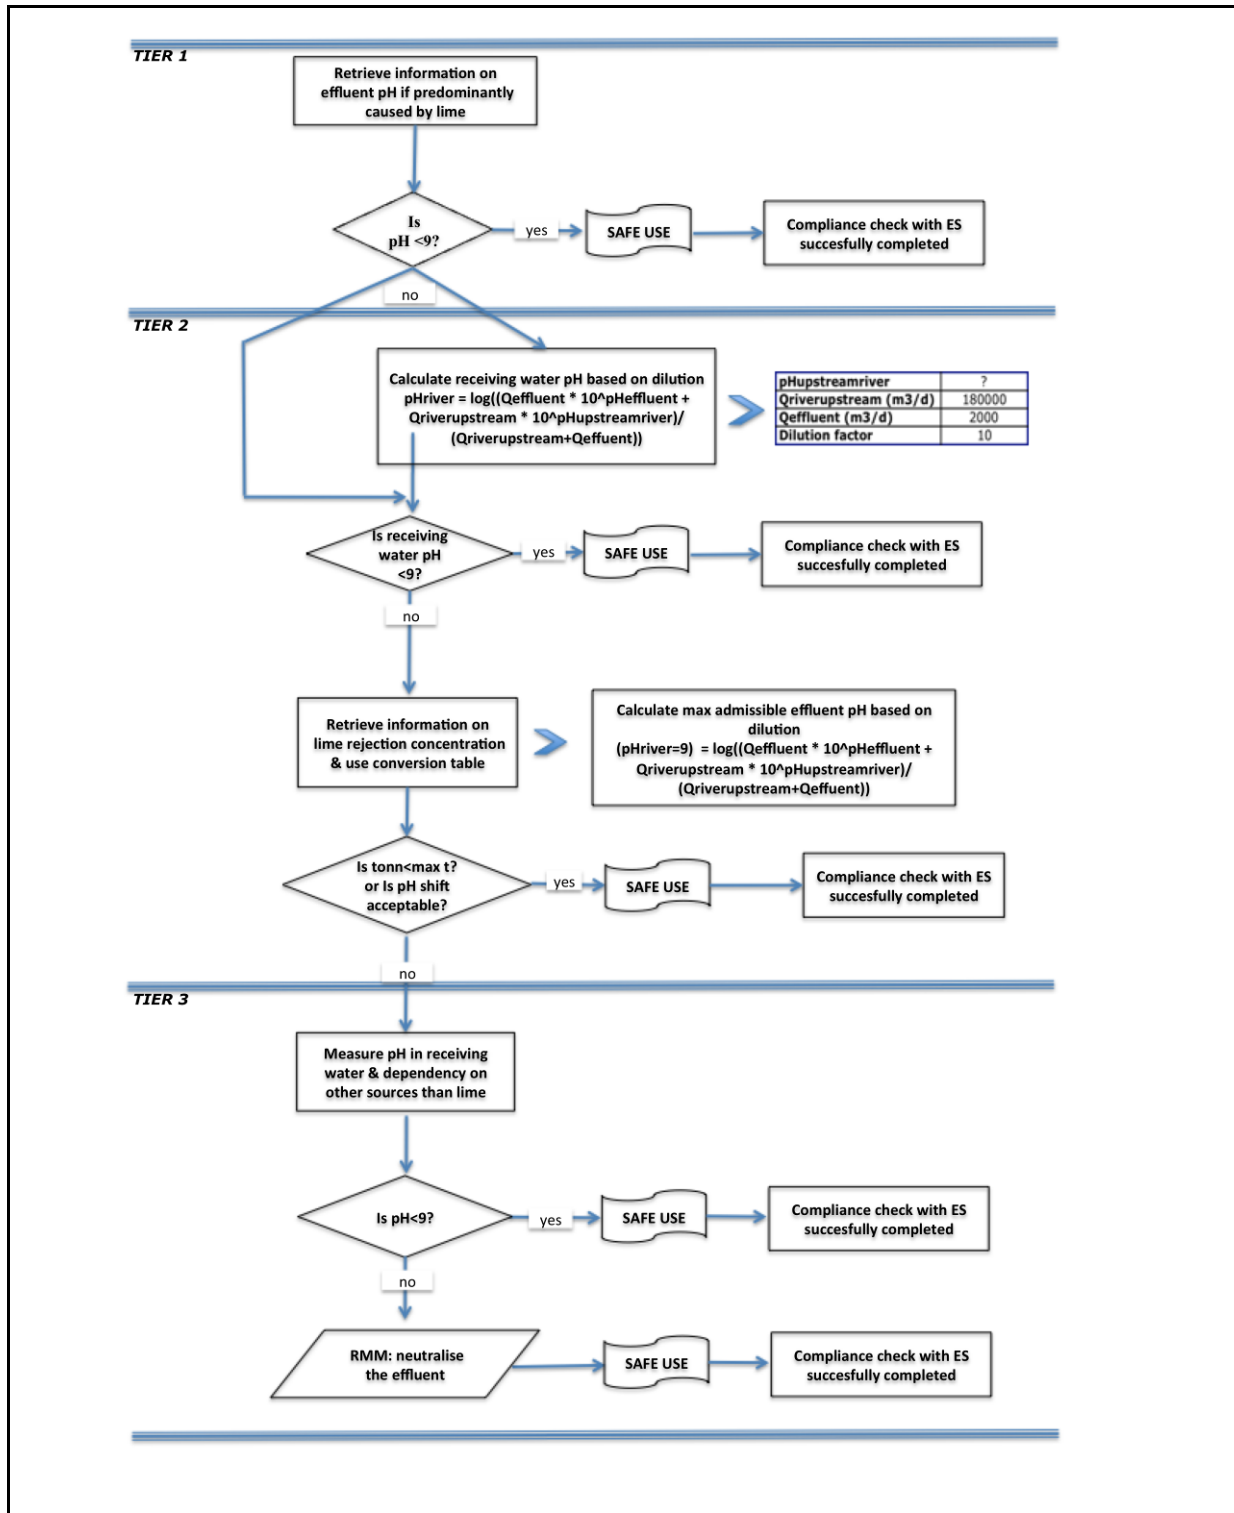 TIER 1
Retrieve information on
effluent pH if predominantly
caused by lime
Is
pH <9?
yes
SAFE USE
Compliance check with ES
succesfully completed
no
TIER 2
Calculate receiving water pH based on dilution
pHriver = log((Qeffluent * 10^pHeffluent +
Qriverupstream * 10^pHupstreamriver)/
(Qriverupstream+Qeffuent))
pHupstreamriver ?
Qriverupstream (m3/d) 180000
Qeffluent (m3/d) 2000
Dilution factor 10
Is receiving
water pH
<9?
yes
SAFE USE
Compliance check with ES
succesfully completed
no
Retrieve information on
lime rejection concentration
& use conversion table
Calculate max admissible effluent pH based on
dilution
(pHriver=9) = log((Qeffluent * 10^pHeffluent +
Qriverupstream * 10^pHupstreamriver)/
(Qriverupstream+Qeffuent))
Is tonn<max t?
or Is pH shift
acceptable?
yes
SAFE USE
Compliance check with ES
succesfully completed
no
TIER 3
Measure pH in receiving
water & dependency on
other sources than lime
Is pH<9?
yes
SAFE USE
Compliance check with ES
succesfully completed
no
RMM: neutralise
the effluent
SAFE USE
Compliance check with ES
succesfully completed